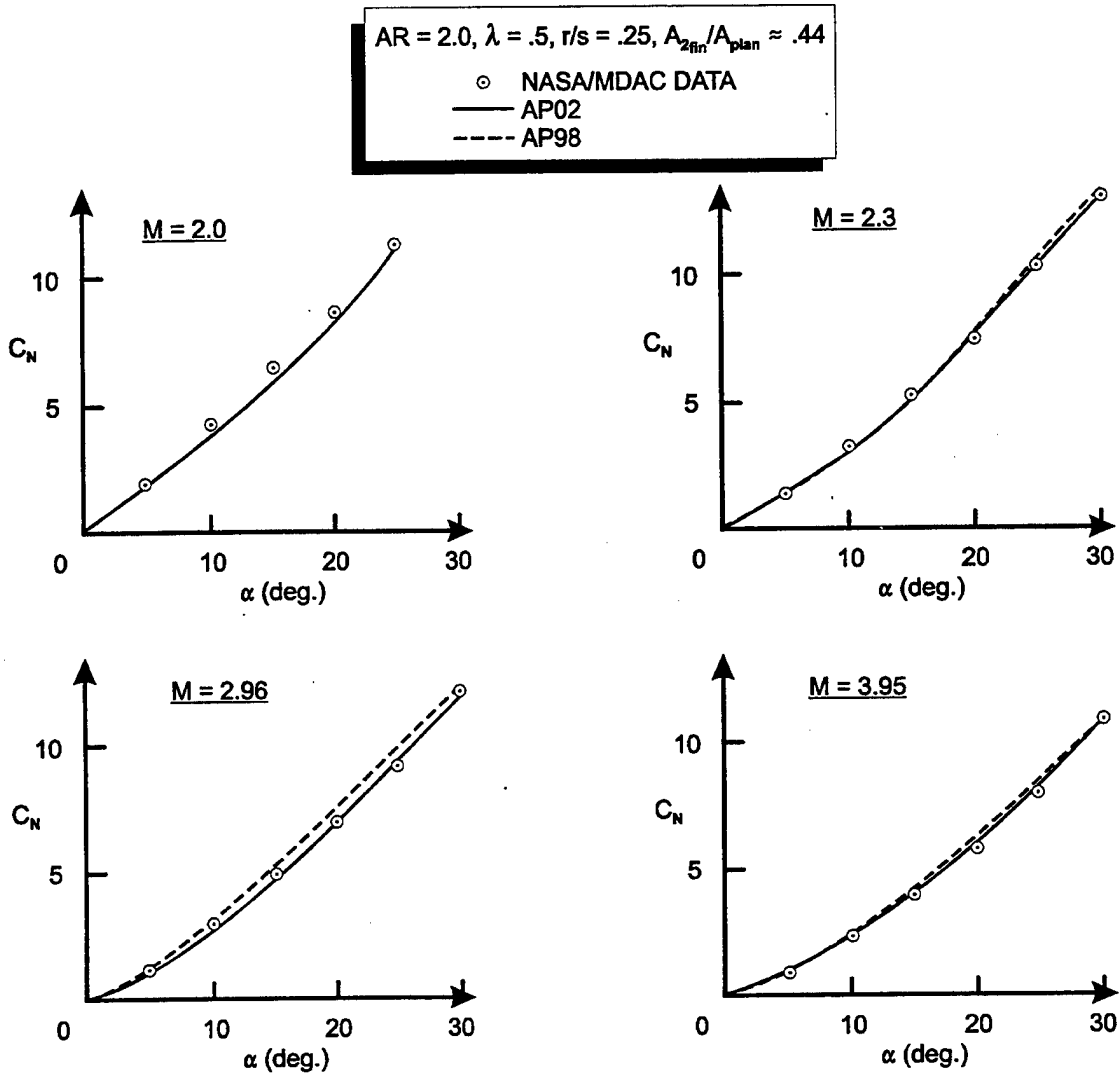 AR = 2.0, λ = .5, r/s = .25, A2fin/Aplan ≈ .44
NASA/MDAC DATA
AP02
AP98
M = 2.0
10
CN
5
0
10
20
30
α (deg.)
M = 2.3
10
CN
5
0
10
20
30
α (deg.)
M = 2.96
10
CN
5
0
10
20
30
α (deg.)
M = 3.95
10
CN
5
0
10
20
30
α (deg.)